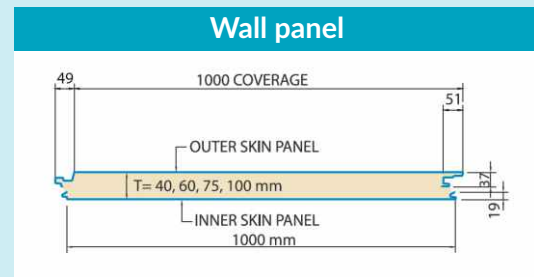 Wall panel
49
1000 COVERAGE
51
OUTER SKIN PANEL
T= 40, 60, 75, 100 mm
37
19
INNER SKIN PANEL
1000 mm